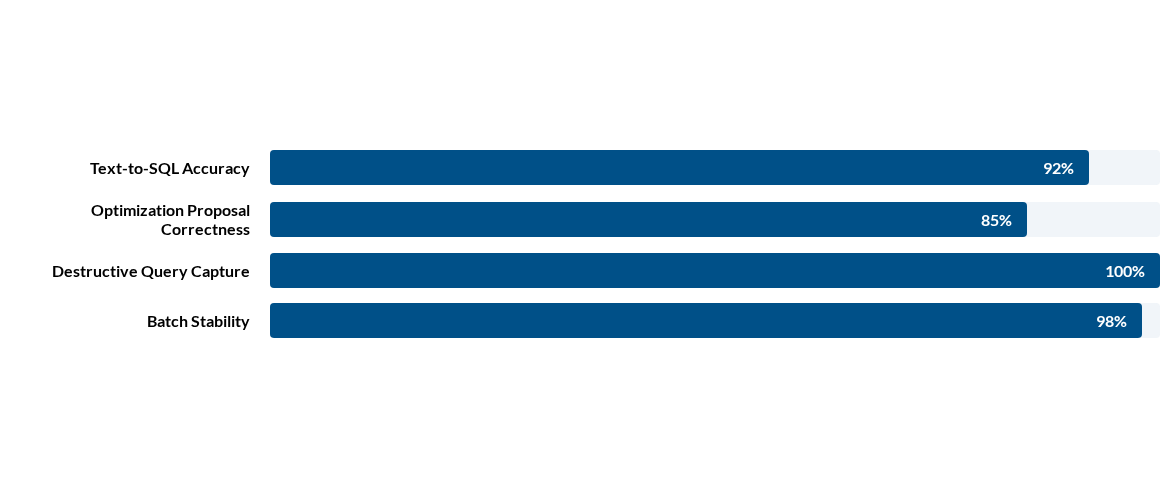 Text-to-SQL Accuracy
92%
Optimization Proposal
Correctness
85%
Destructive Query Capture
100%
Batch Stability
98%